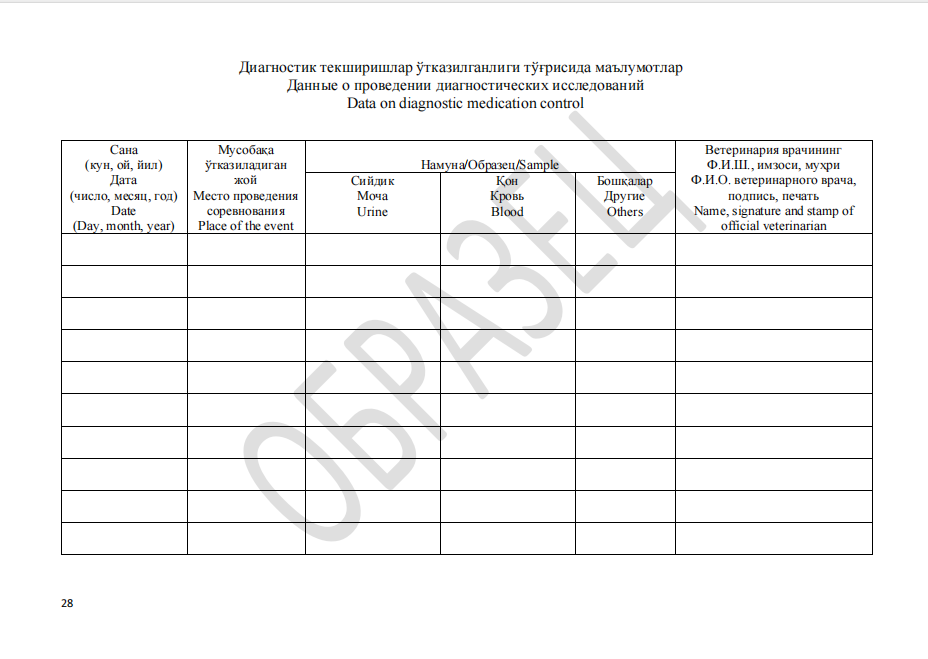 Диагностик текширишлар ўтказилганлиги тўғрисида маълумотлар
Данные о проведении диагностических исследований
Data on diagnostic medication control
Сана
(кун, ой, йил)
Дата
(число, месяц, год)
Date
(Day, month, year)
Мусобақа
ўтказиладиган
жой
Место проведения
соревнования
Place of the event
Намуна/Образец/Sample
Сийдик
Моча
Urine
Қон
Кровь
Blood
Бошқалар
Другие
Others
Ветеринария врачининг
Ф.И.Ш., имзоси, муҳри
Ф.И.О. ветеринарного врача,
подпись, печать
Name, signature and stamp of
official veterinarian
ОБРАЗЕЦ
28